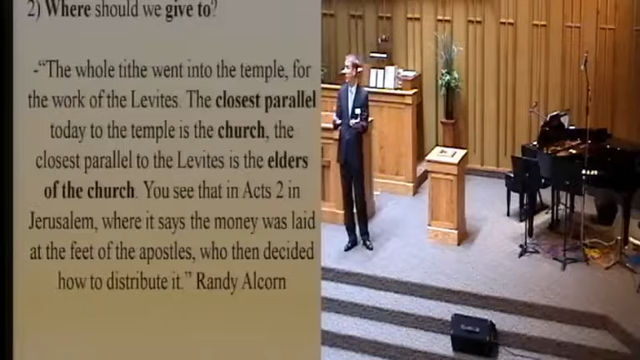 2) Where should we give to?
-“The whole tithe went into the temple, for
the work of the Levites. The closest parallel
today to the temple is the church, the
closest parallel to the Levites is the elders
of the church. You see that in Acts 2 in
Jerusalem, where it says the money was laid
at the feet of the apostles, who then decided
how to distribute it.” Randy Alcorn